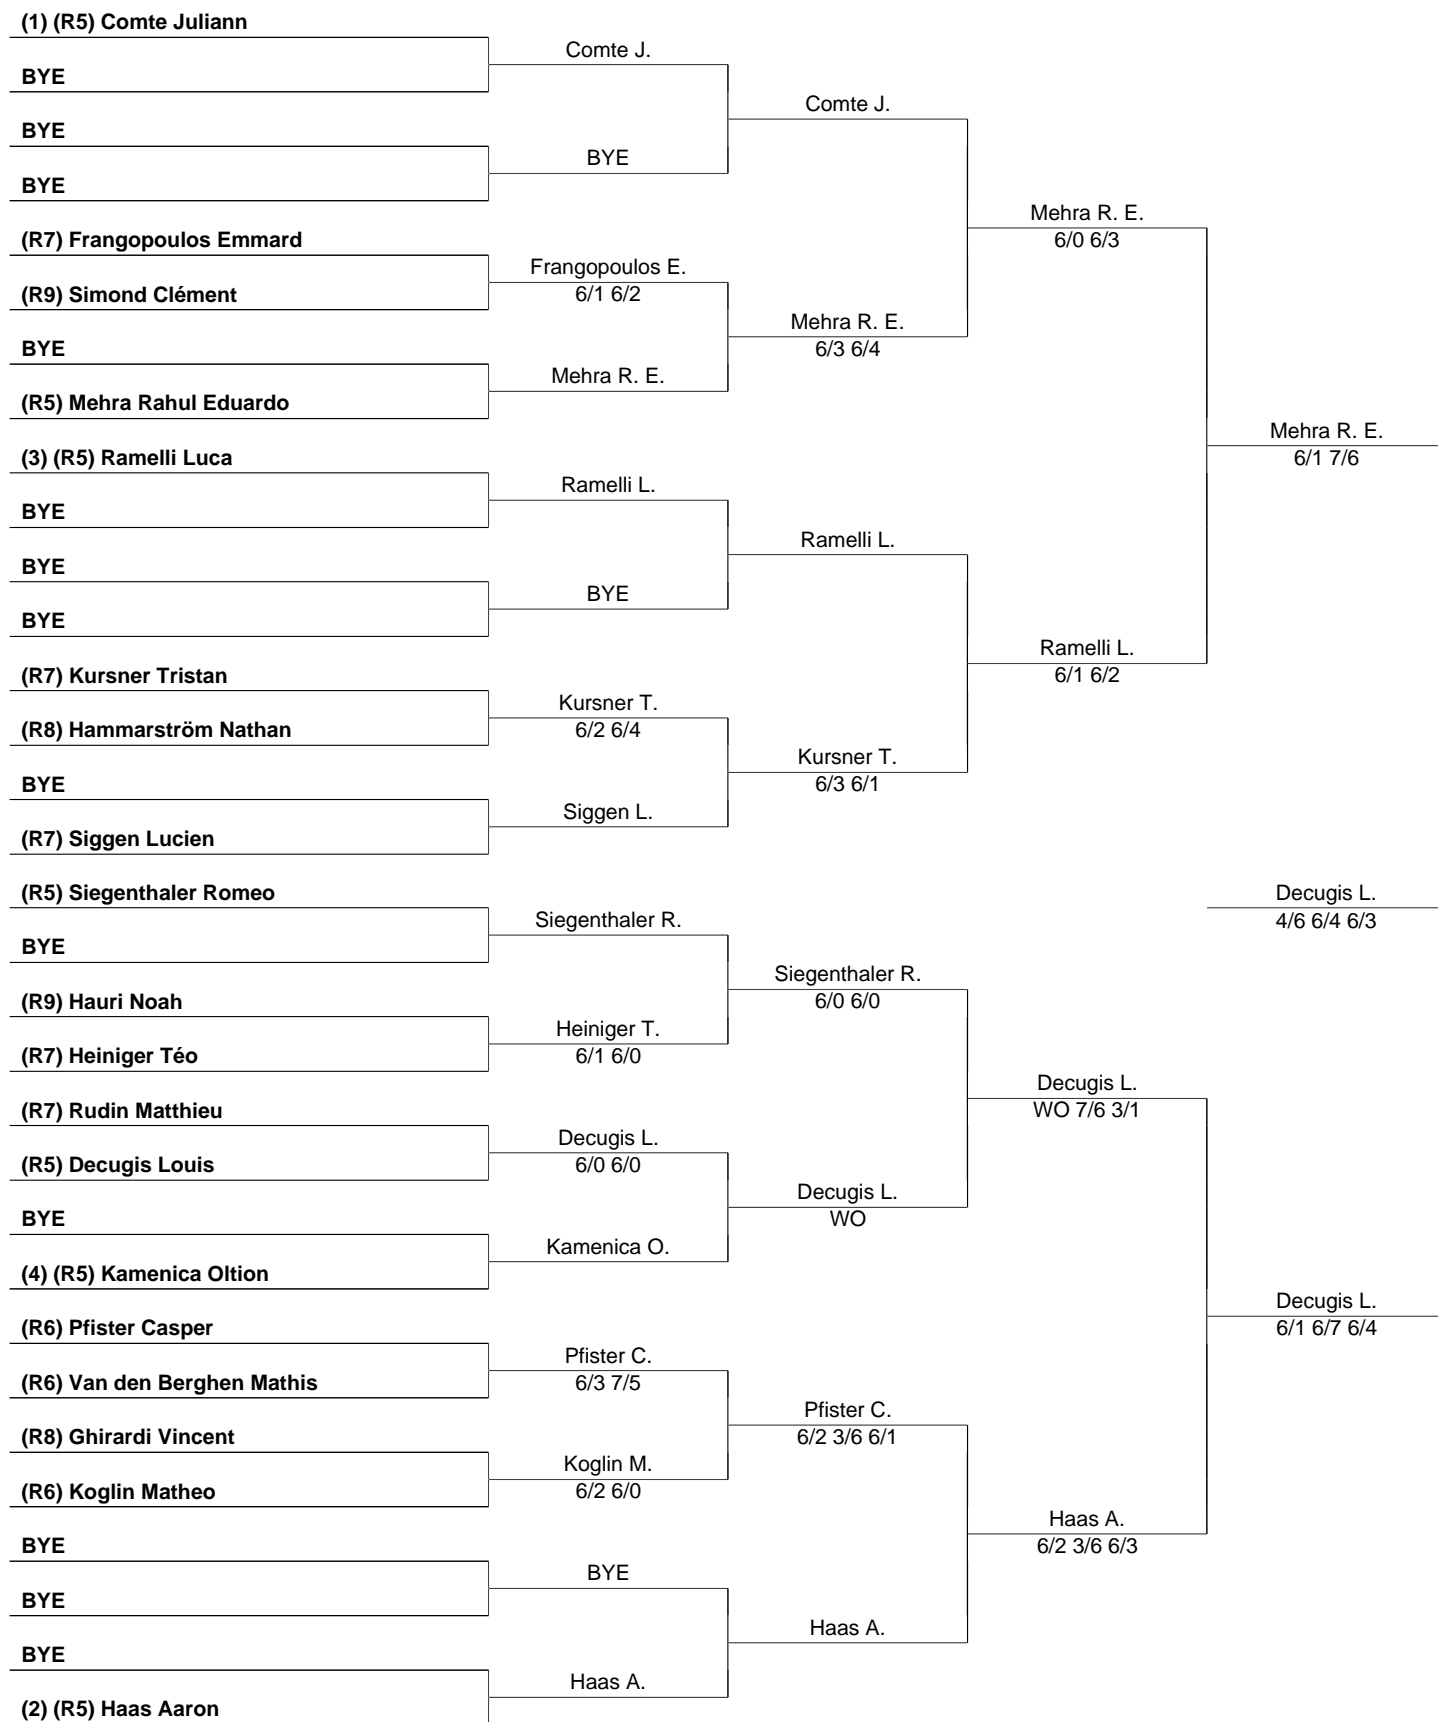 (1) (R5) Comte Juliann
BYE
BYE
BYE
(R7) Frangopoulos Emmard
(R9) Simond Clément
BYE
(R5) Mehra Rahul Eduardo
(3) (R5) Ramelli Luca
BYE
BYE
BYE
(R7) Kursner Tristan
(R8) Hammarström Nathan
BYE
(R7) Siggen Lucien
(R5) Siegenthaler Romeo
BYE
(R9) Hauri Noah
(R7) Heiniger Téo
(R7) Rudin Matthieu
(R5) Decugis Louis
BYE
(4) (R5) Kamenica Oltion
(R6) Pfister Casper
(R6) Van den Berghen Mathis
(R8) Ghirardi Vincent
(R6) Koglin Matheo
BYE
BYE
BYE
(2) (R5) Haas Aaron
Comte J.
BYE
Frangopoulos E.
6/1 6/2
Mehra R. E.
Ramelli L.
BYE
Kursner T.
6/2 6/4
Siggen L.
Siegenthaler R.
Heiniger T.
6/1 6/0
Decugis L.
6/0 6/0
Kamenica O.
Pfister C.
6/3 7/5
Koglin M.
6/2 6/0
BYE
Haas A.
Comte J.
Mehra R. E.
6/3 6/4
Ramelli L.
Kursner T.
6/3 6/1
Siegenthaler R.
6/0 6/0
Decugis L.
WO
Pfister C.
6/2 3/6 6/1
Haas A.
Mehra R. E.
6/0 6/3
Ramelli L.
6/1 6/2
Decugis L.
WO 7/6 3/1
Haas A.
6/2 3/6 6/3
Mehra R. E.
6/1 7/6
Decugis L.
4/6 6/4 6/3
Decugis L.
6/1 6/7 6/4